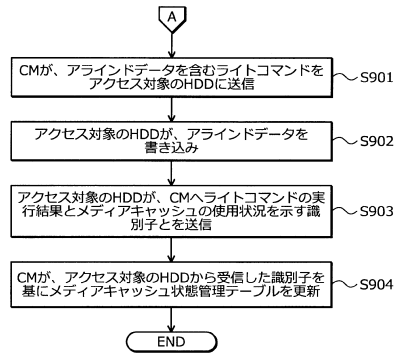 A
CMが、アラインドデータを含むライトコマンドを
アクセス対象のHDDに送信
S901
アクセス対象のHDDが、アラインドデータを
書き込み
S902
アクセス対象のHDDが、CMへライトコマンドの実
行結果とメディアキャッシュの使用状況を示す識
別子とを送信
S903
CMが、アクセス対象のHDDから受信した識別子を
基にメディアキャッシュ状態管理テーブルを更新
S904
END